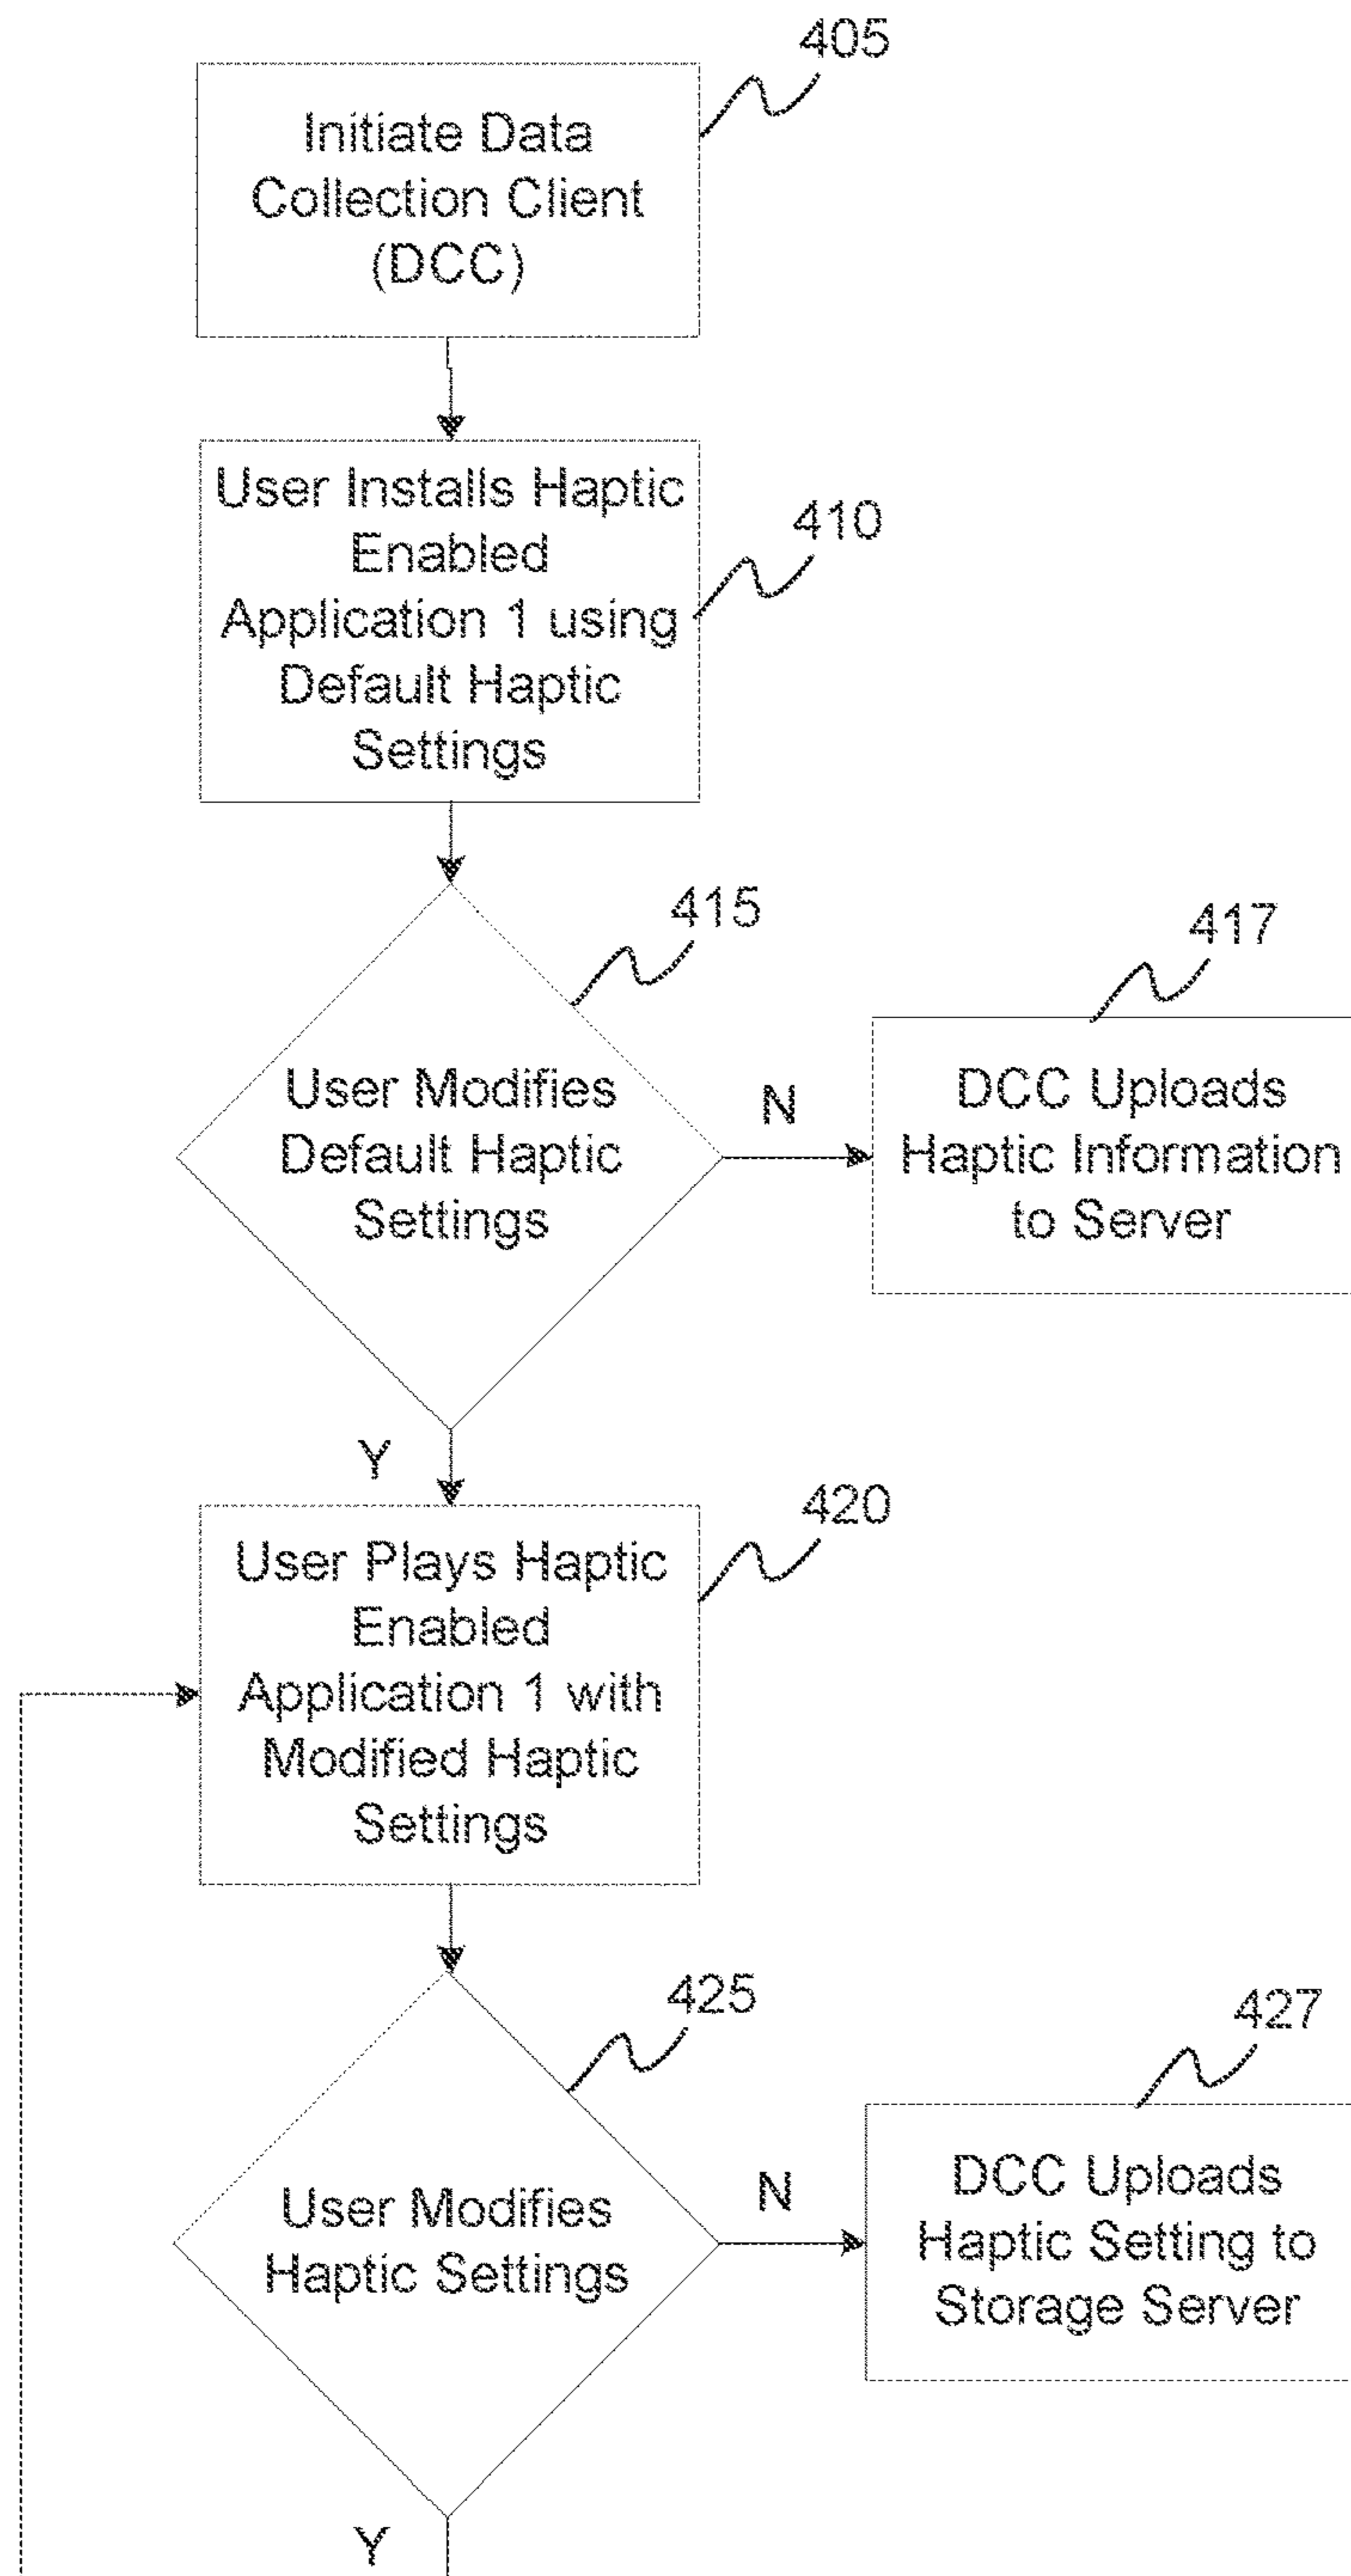 405
Initiate Data
Collection Client
(DCC)
User Installs Haptic
Enabled
Application 1 using
Default Haptic
Settings
410
415
User Modifies
Default Haptic
Settings
N
417
DCC Uploads
Haptic Information
to Server
Y
420
User Plays Haptic
Enabled
Application 1 with
Modified Haptic
Settings
425
User Modifies
Haptic Settings
N
427
DCC Uploads
Haptic Setting to
Storage Server
Y